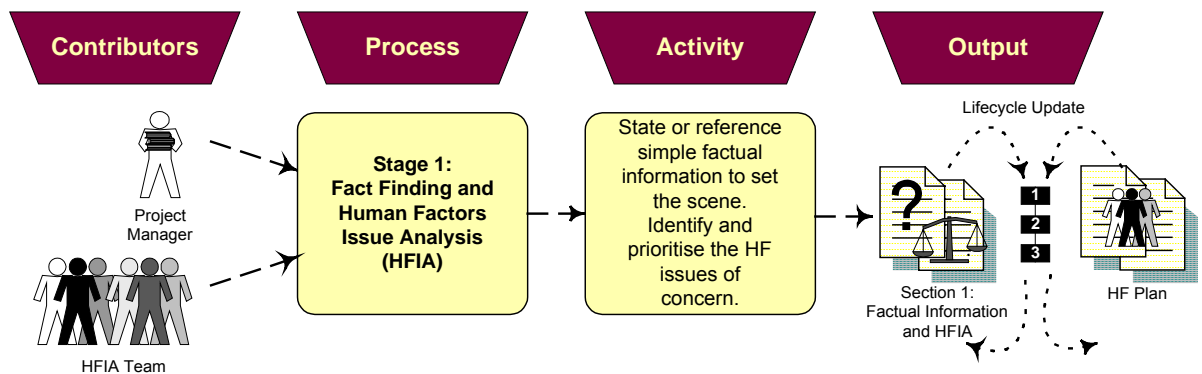 Contributors
Process
Activity
Output
Project
Manager
HFIA Team
Stage 1:
Fact Finding and
Human Factors
Issue Analysis
(HFIA)
State or reference
simple factual
information to set
the scene.
Identify and
prioritise the HF
issues of
concern.
Lifecycle Update
?
1
2
3
Section 1:
Factual Information
and HFIA
HF Plan